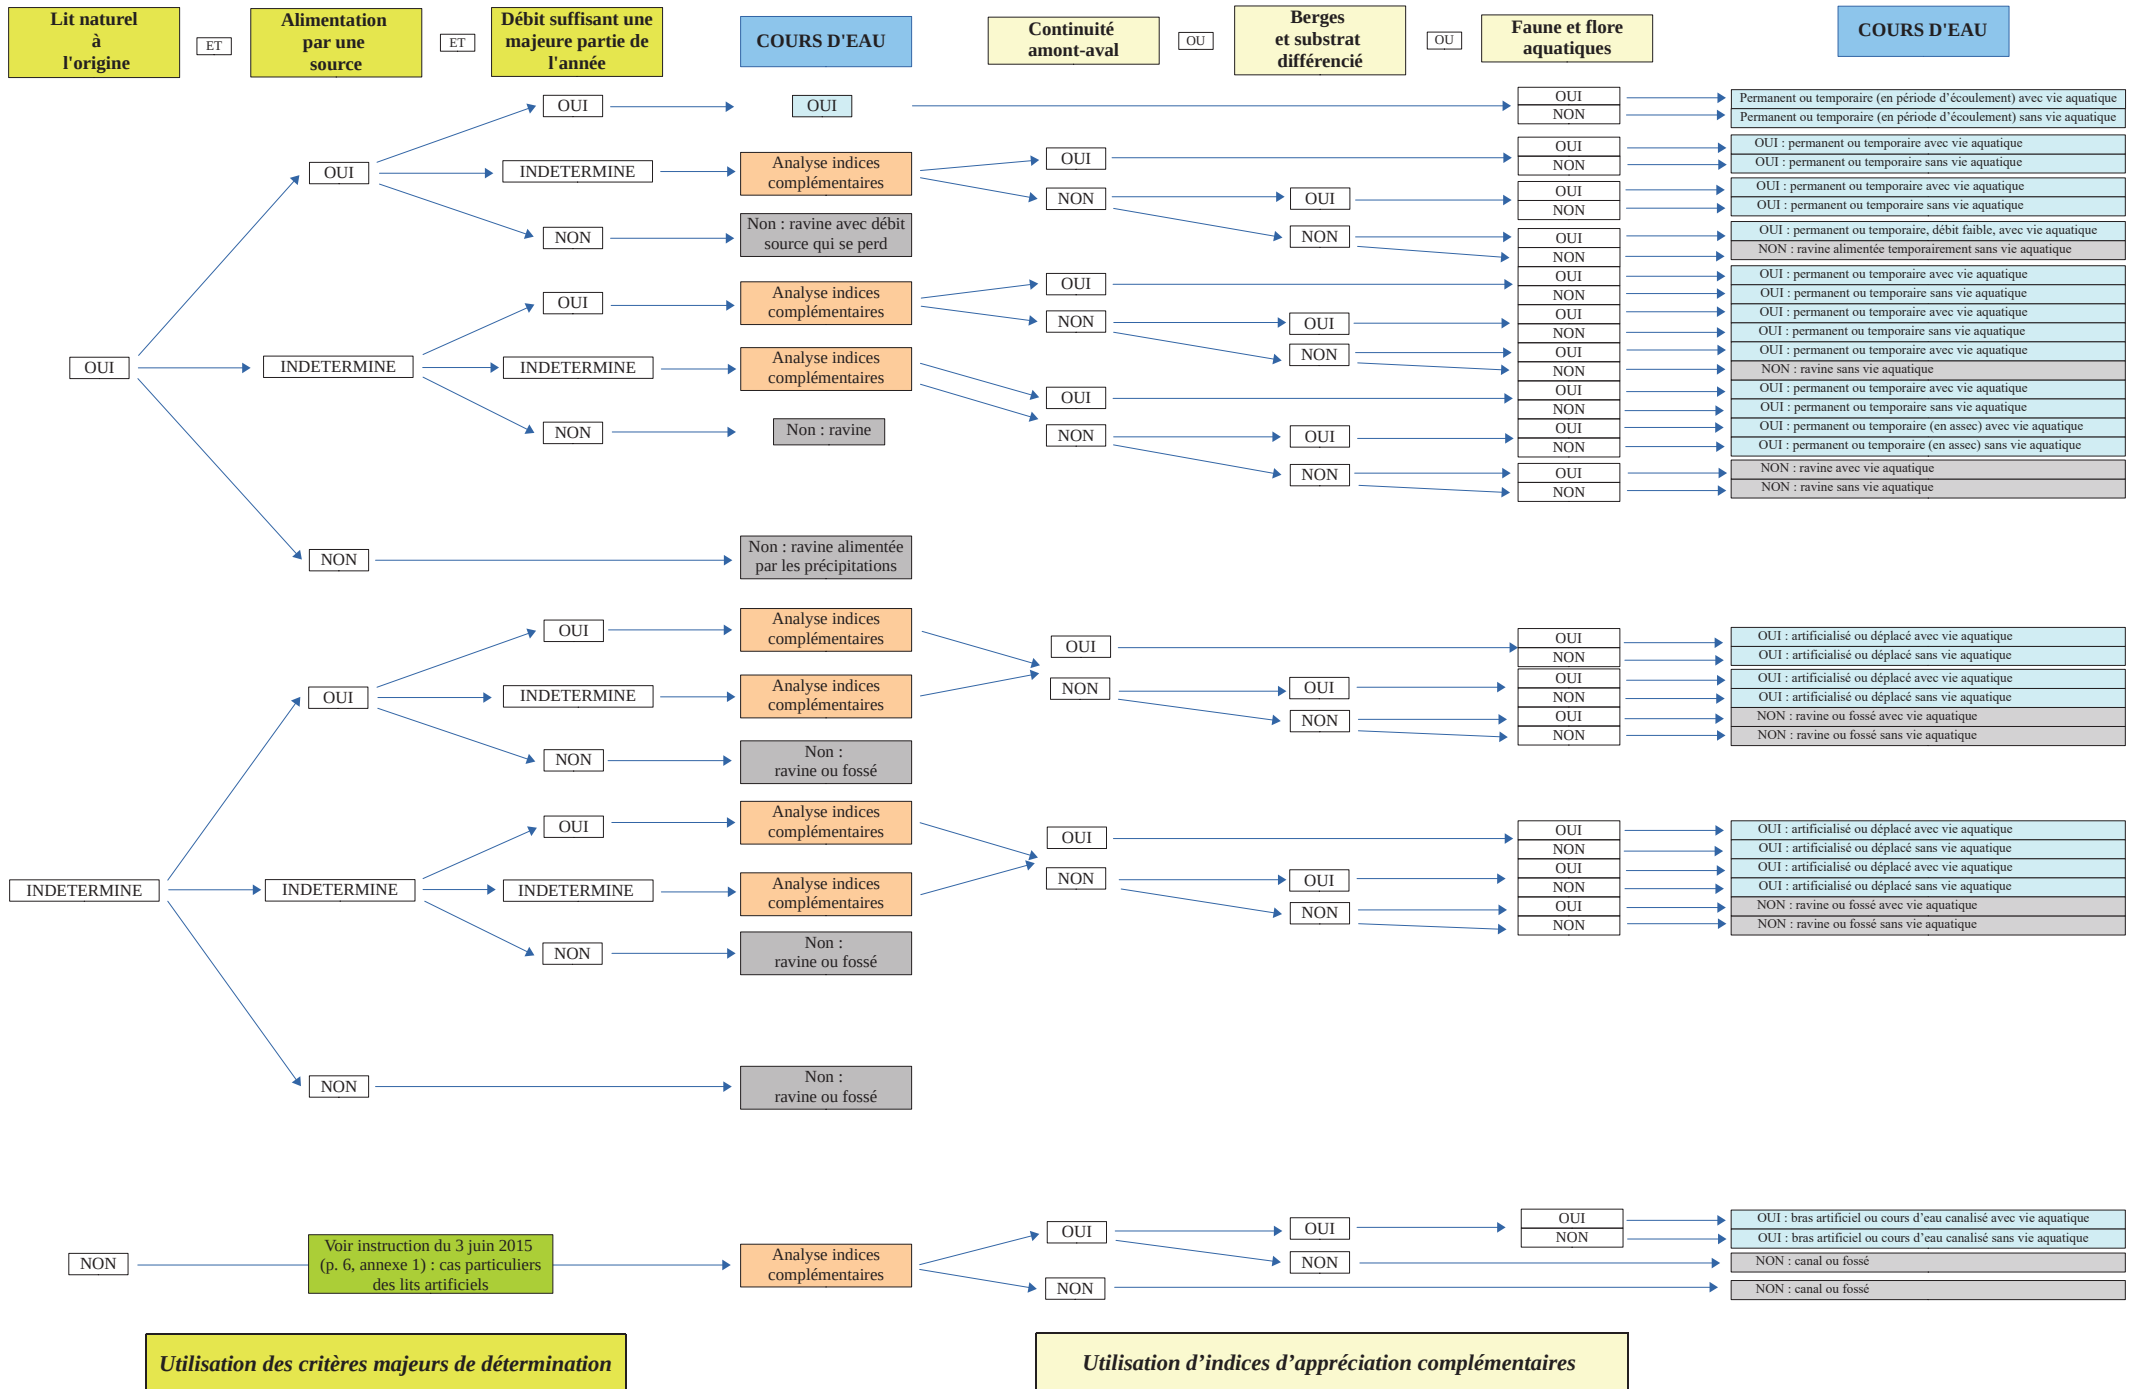 Lit naturel
à
l'origine
ET
Alimentation
par une
source
ET
Débit suffisant une
majeure partie de
l'année
COURS D'EAU
Continuité
amont-aval
OU
Berges
et substrat
différencié
OU
Faune et flore
aquatiques
COURS D'EAU
OUI
OUI
OUI
NON
Permanent ou temporaire (en période d'écoulement) avec vie aquatique
Permanent ou temporaire (en période d'écoulement) sans vie aquatique
OUI
INDETERMINE
Analyse indices
complémentaires
OUI
OUI
NON
OUI : permanent ou temporaire avec vie aquatique
OUI : permanent ou temporaire sans vie aquatique
NON
OUI
OUI
NON
OUI : permanent ou temporaire avec vie aquatique
OUI : permanent ou temporaire sans vie aquatique
NON
Non : ravine avec débit
source qui se perd
NON
OUI
NON
OUI : permanent ou temporaire, débit faible, avec vie aquatique
NON : ravine alimentée temporairement sans vie aquatique
OUI
Analyse indices
complémentaires
OUI
OUI
NON
OUI : permanent ou temporaire avec vie aquatique
OUI : permanent ou temporaire sans vie aquatique
NON
OUI
OUI
NON
OUI : permanent ou temporaire avec vie aquatique
OUI : permanent ou temporaire sans vie aquatique
NON
OUI
NON
OUI : permanent ou temporaire avec vie aquatique
NON : ravine sans vie aquatique
OUI
INDETERMINE
INDETERMINE
Analyse indices
complémentaires
OUI
OUI
NON
OUI : permanent ou temporaire avec vie aquatique
OUI : permanent ou temporaire sans vie aquatique
NON
Non : ravine
NON
OUI
OUI
NON
OUI : permanent ou temporaire (en assec) avec vie aquatique
OUI : permanent ou temporaire (en assec) sans vie aquatique
NON
OUI
NON
NON : ravine avec vie aquatique
NON : ravine sans vie aquatique
NON
Non : ravine alimentée
par les précipitations
OUI
Analyse indices
complémentaires
OUI
OUI
NON
OUI : artificialisé ou déplacé avec vie aquatique
OUI : artificialisé ou déplacé sans vie aquatique
OUI
INDETERMINE
Analyse indices
complémentaires
NON
OUI
OUI
NON
OUI : artificialisé ou déplacé avec vie aquatique
OUI : artificialisé ou déplacé sans vie aquatique
NON
OUI
NON
NON : ravine ou fossé avec vie aquatique
NON : ravine ou fossé sans vie aquatique
NON
Non :
ravine ou fossé
OUI
Analyse indices
complémentaires
OUI
OUI
NON
OUI : artificialisé ou déplacé avec vie aquatique
OUI : artificialisé ou déplacé sans vie aquatique
INDETERMINE
INDETERMINE
INDETERMINE
Analyse indices
complémentaires
NON
OUI
OUI
NON
OUI : artificialisé ou déplacé avec vie aquatique
OUI : artificialisé ou déplacé sans vie aquatique
NON
OUI
NON
NON : ravine ou fossé avec vie aquatique
NON : ravine ou fossé sans vie aquatique
NON
Non :
ravine ou fossé
NON
Non :
ravine ou fossé
NON
Voir instruction du 3 juin 2015
(p. 6, annexe 1) : cas particuliers
des lits artificiels
Analyse indices
complémentaires
OUI
OUI
OUI
NON
OUI : bras artificiel ou cours d'eau canalisé avec vie aquatique
OUI : bras artificiel ou cours d'eau canalisé sans vie aquatique
NON
NON : canal ou fossé
NON
NON : canal ou fossé
Utilisation des critères majeurs de détermination
Utilisation d'indices d'appréciation complémentaires